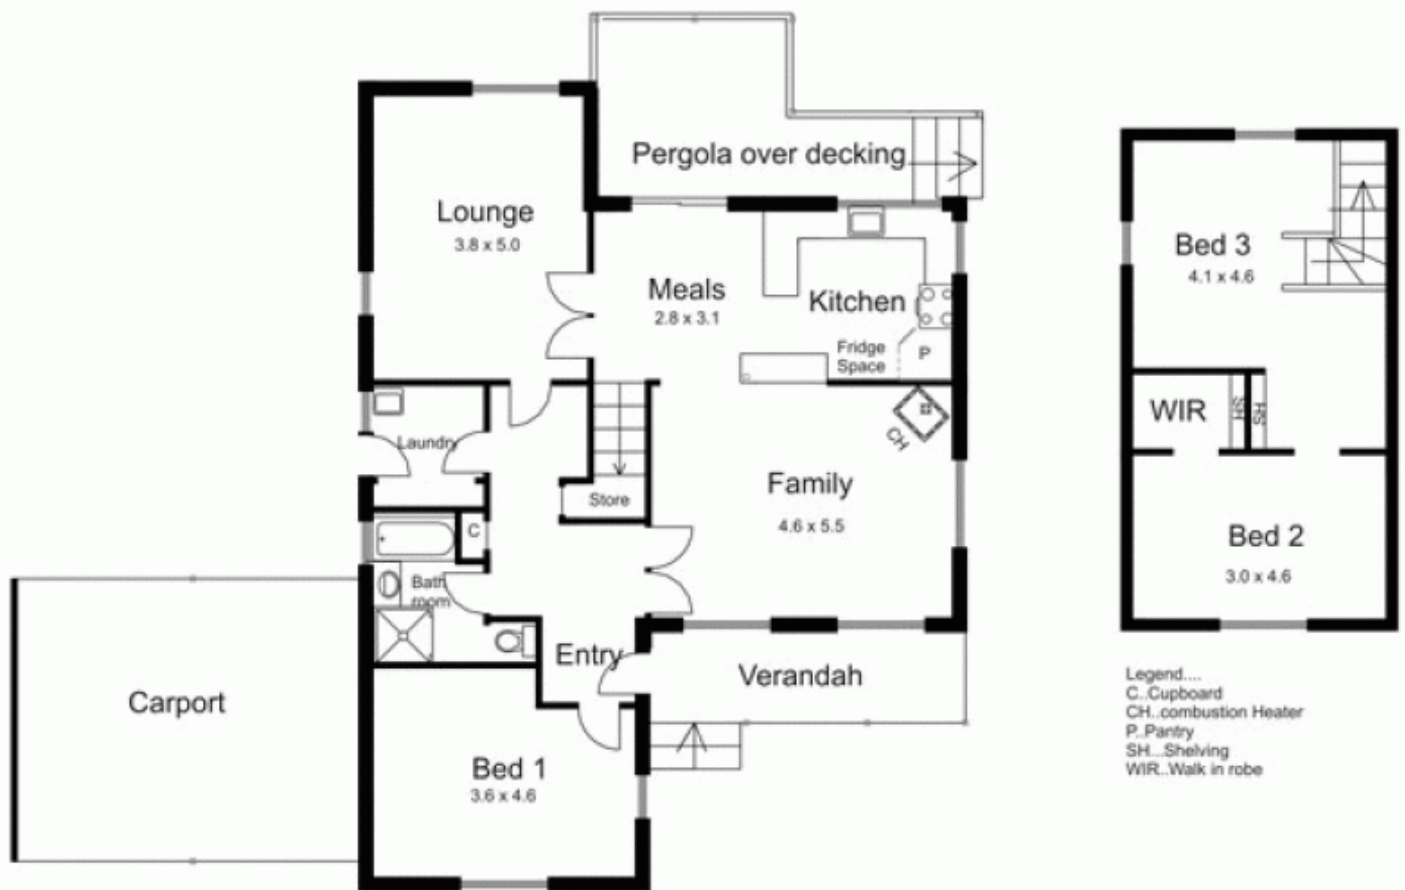 Pergola over decking
Lounge
3.8 x 5.0
Meals
2.8 x 3.1
Kitchen
Fridge
Space
P
CH
Laundry
Store
Family
4.6 x 5.5
C
Bath
room
Entry
Verandah
Carport
Bed 1
3.6 x 4.6
Bed 3
4.1 x 4.6
WIR
SH
SH
Bed 2
3.0 x 4.6
Legend....
C..Cupboard
CH..combustion Heater
P..Pantry
SH...Shelving
WIR..Walk in robe